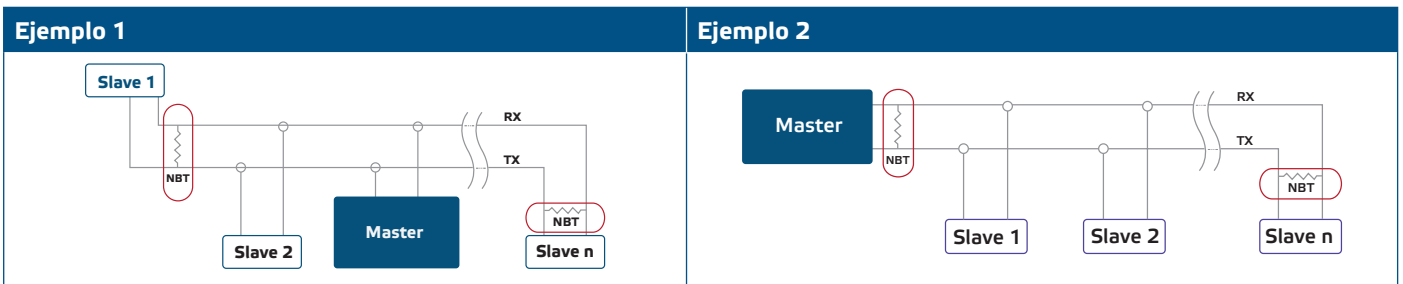 Ejemplo 1
Slave 1
RX
TX
NBT
NBT
Master
Slave 2
Slave n
Ejemplo 2
RX
Master
TX
NBT
NBT
Slave 1
Slave 2
Slave n